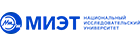 МИЭТ
НАЦИОНАЛЬНЫЙ
ИССЛЕДОВАТЕЛЬСКИЙ
УНИВЕРСИТЕТ